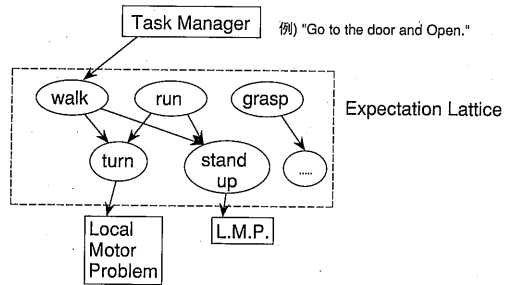 Task Manager
例) "Go to the door and Open."
walk
run
grasp
Expectation Lattice
turn
stand
up
.....
Local
Motor
Problem
L.M.P.